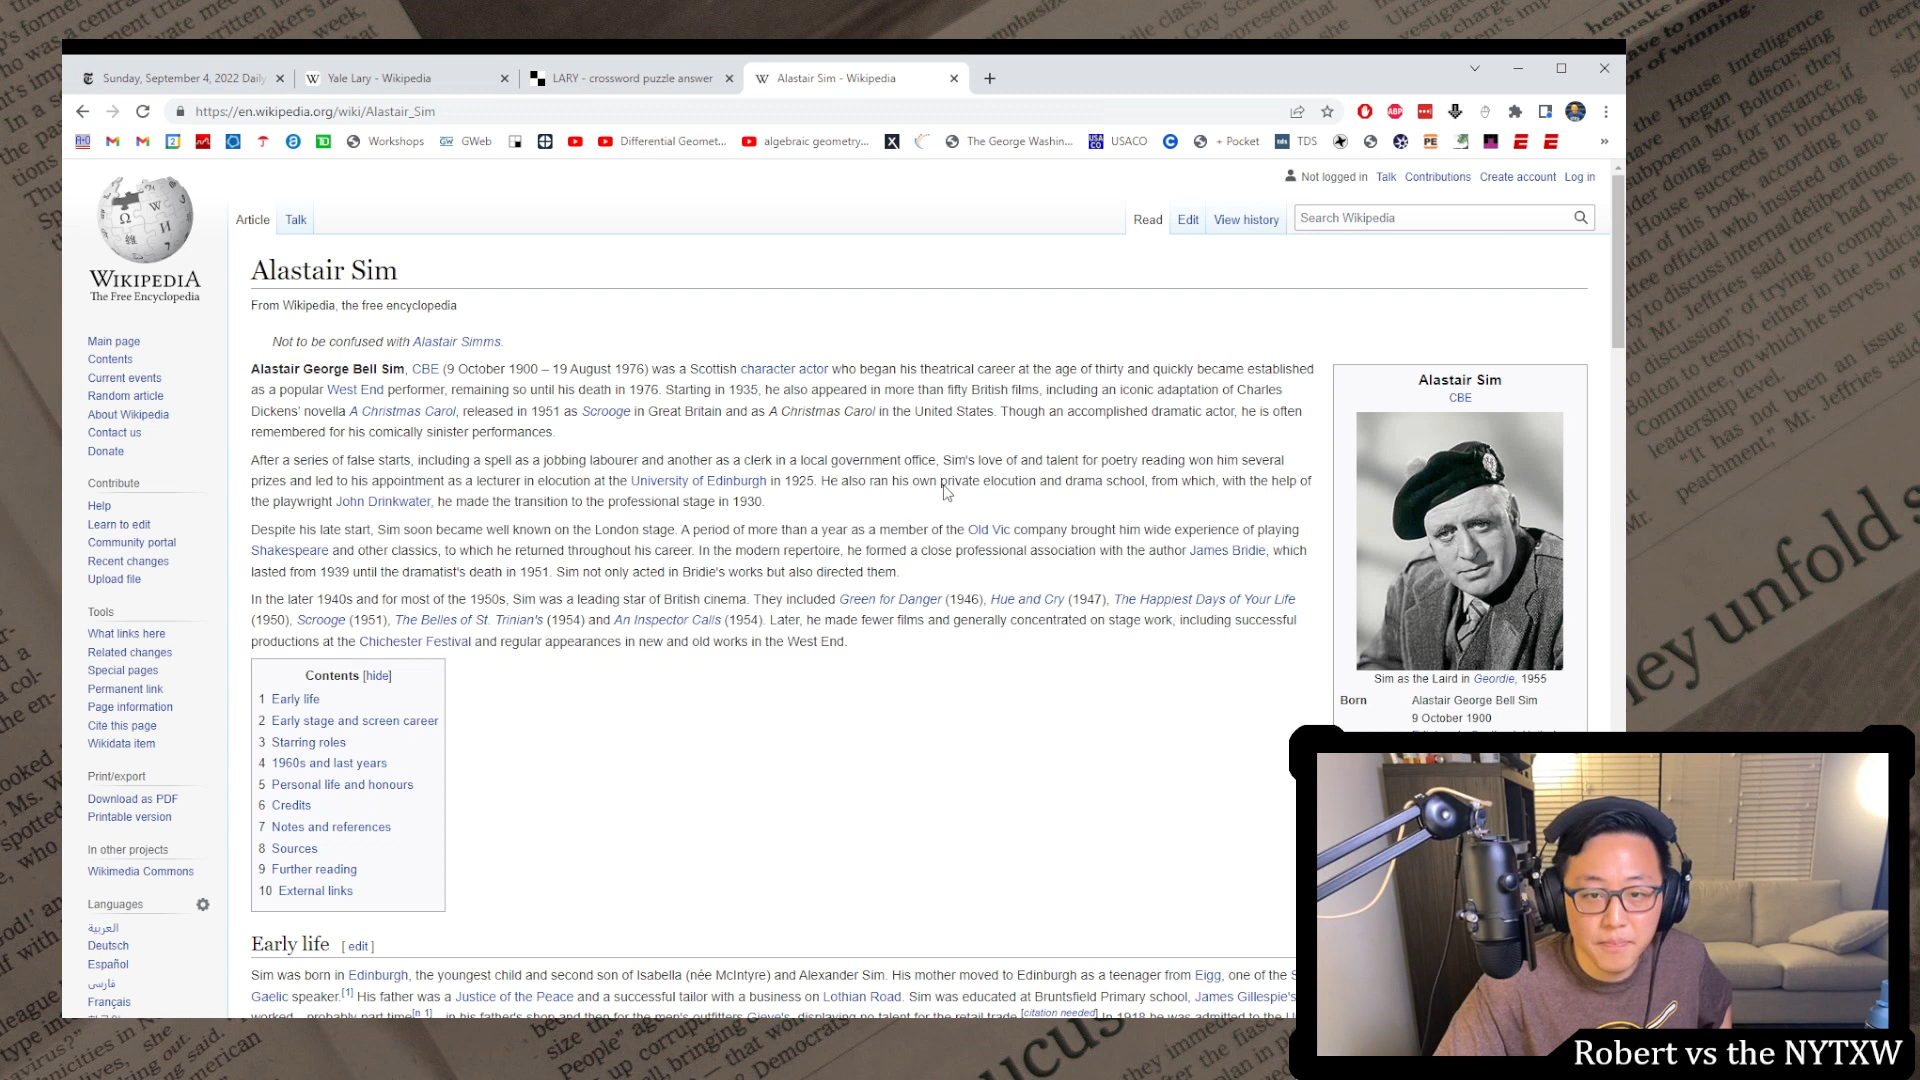 Sunday, September 4, 2022 Daily
Yale Lary - Wikipedia
LARY - crossword puzzle answer
Alastair Sim - Wikipedia
https://en.wikipedia.org/wiki/Alastair_Sim
Workshops
GWeb
Differential Geomet...
algebraic geometry...
The George Washin...
USACO
+ Pocket
TDS
Not logged in Talk Contributions Create account Log in
Article Talk
Read Edit View history
Search Wikipedia
WIKIPEDIA
The Free Encyclopedia
Main page
Contents
Current events
Random article
About Wikipedia
Contact us
Donate
Contribute
Help
Learn to edit
Community portal
Recent changes
Upload file
Tools
What links here
Related changes
Special pages
Permanent link
Page information
Cite this page
Wikidata item
Print/export
Download as PDF
Printable version
In other projects
Wikimedia Commons
Languages
العربية
Deutsch
Español
فارسی
Français
Alastair Sim
From Wikipedia, the free encyclopedia
Not to be confused with Alastair Simms.
Alastair George Bell Sim, CBE (9 October 1900 – 19 August 1976) was a Scottish character actor who began his theatrical career at the age of thirty and quickly became established
as a popular West End performer, remaining so until his death in 1976. Starting in 1935, he also appeared in more than fifty British films, including an iconic adaptation of Charles
Dickens' novella A Christmas Carol, released in 1951 as Scrooge in Great Britain and as A Christmas Carol in the United States. Though an accomplished dramatic actor, he is often
remembered for his comically sinister performances.
After a series of false starts, including a spell as a jobbing labourer and another as a clerk in a local government office, Sim's love of and talent for poetry reading won him several
prizes and led to his appointment as a lecturer in elocution at the University of Edinburgh in 1925. He also ran his own private elocution and drama school, from which, with the help of
the playwright John Drinkwater, he made the transition to the professional stage in 1930.
Despite his late start, Sim soon became well known on the London stage. A period of more than a year as a member of the Old Vic company brought him wide experience of playing
Shakespeare and other classics, to which he returned throughout his career. In the modern repertoire, he formed a close professional association with the author James Bridie, which
lasted from 1939 until the dramatist's death in 1951. Sim not only acted in Bridie's works but also directed them.
In the later 1940s and for most of the 1950s, Sim was a leading star of British cinema. They included Green for Danger (1946), Hue and Cry (1947), The Happiest Days of Your Life
(1950), Scrooge (1951), The Belles of St. Trinian's (1954) and An Inspector Calls (1954). Later, he made fewer films and generally concentrated on stage work, including successful
productions at the Chichester Festival and regular appearances in new and old works in the West End.
Contents [hide]
1 Early life
2 Early stage and screen career
3 Starring roles
4 1960s and last years
5 Personal life and honours
6 Credits
7 Notes and references
8 Sources
9 Further reading
10 External links
Early life [ edit ]
Sim was born in Edinburgh, the youngest child and second son of Isabella (née McIntyre) and Alexander Sim. His mother moved to Edinburgh as a teenager from Eigg, one of the
Gaelic speaker.[1] His father was a Justice of the Peace and a successful tailor with a business on Lothian Road. Sim was educated at Bruntsfield Primary school, James Gillespie's
Alastair Sim
CBE
Sim as the Laird in Geordie, 1955
Born Alastair George Bell Sim
9 October 1900
Robert vs the NYTXW